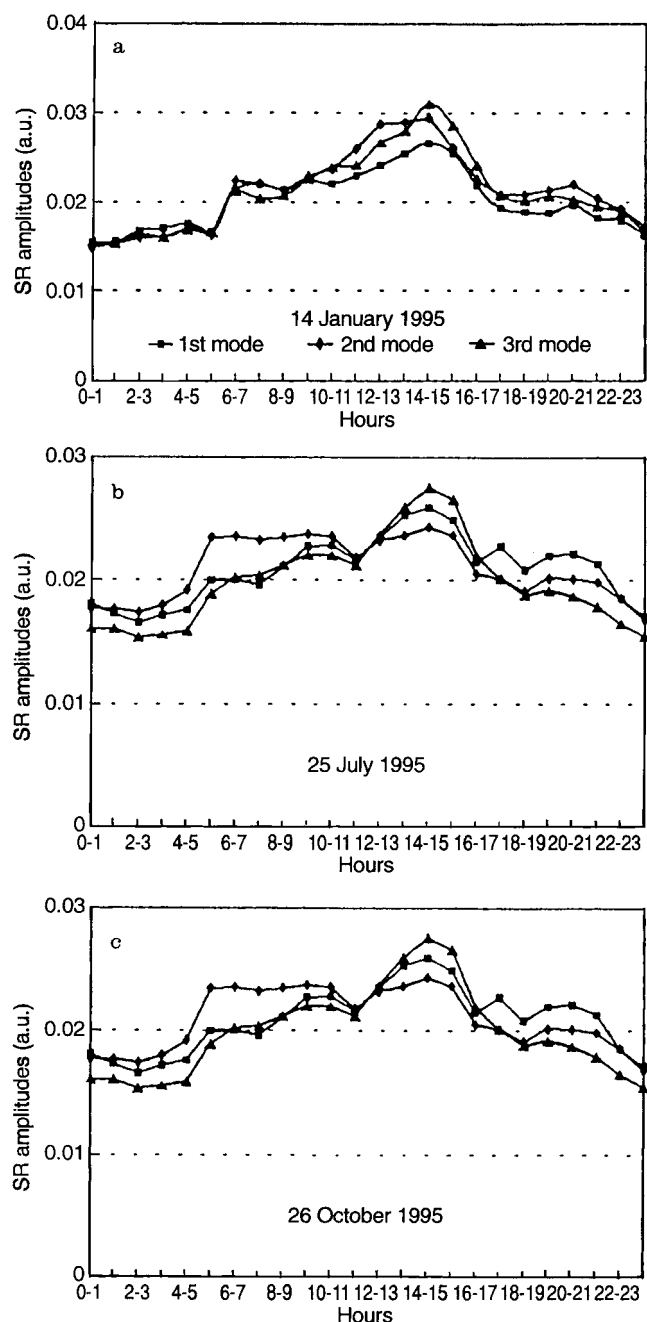 a
SR amplitudes (a.u.)
0.04
0.03
0.02
0.01
0
14 January 1995
1st mode 2nd mode 3rd mode
0-1 2-3 4-5 6-7 8-9 10-11 12-13 14-15 16-17 18-19 20-21 22-23
Hours
b
SR amplitudes (a.u.)
0.03
0.02
0.01
0
25 July 1995
0-1 2-3 4-5 6-7 8-9 10-11 12-13 14-15 16-17 18-19 20-21 22-23
Hours
c
SR amplitudes (a.u.)
0.03
0.02
0.01
0
26 October 1995
0-1 2-3 4-5 6-7 8-9 10-11 12-13 14-15 16-17 18-19 20-21 22-23
Hours